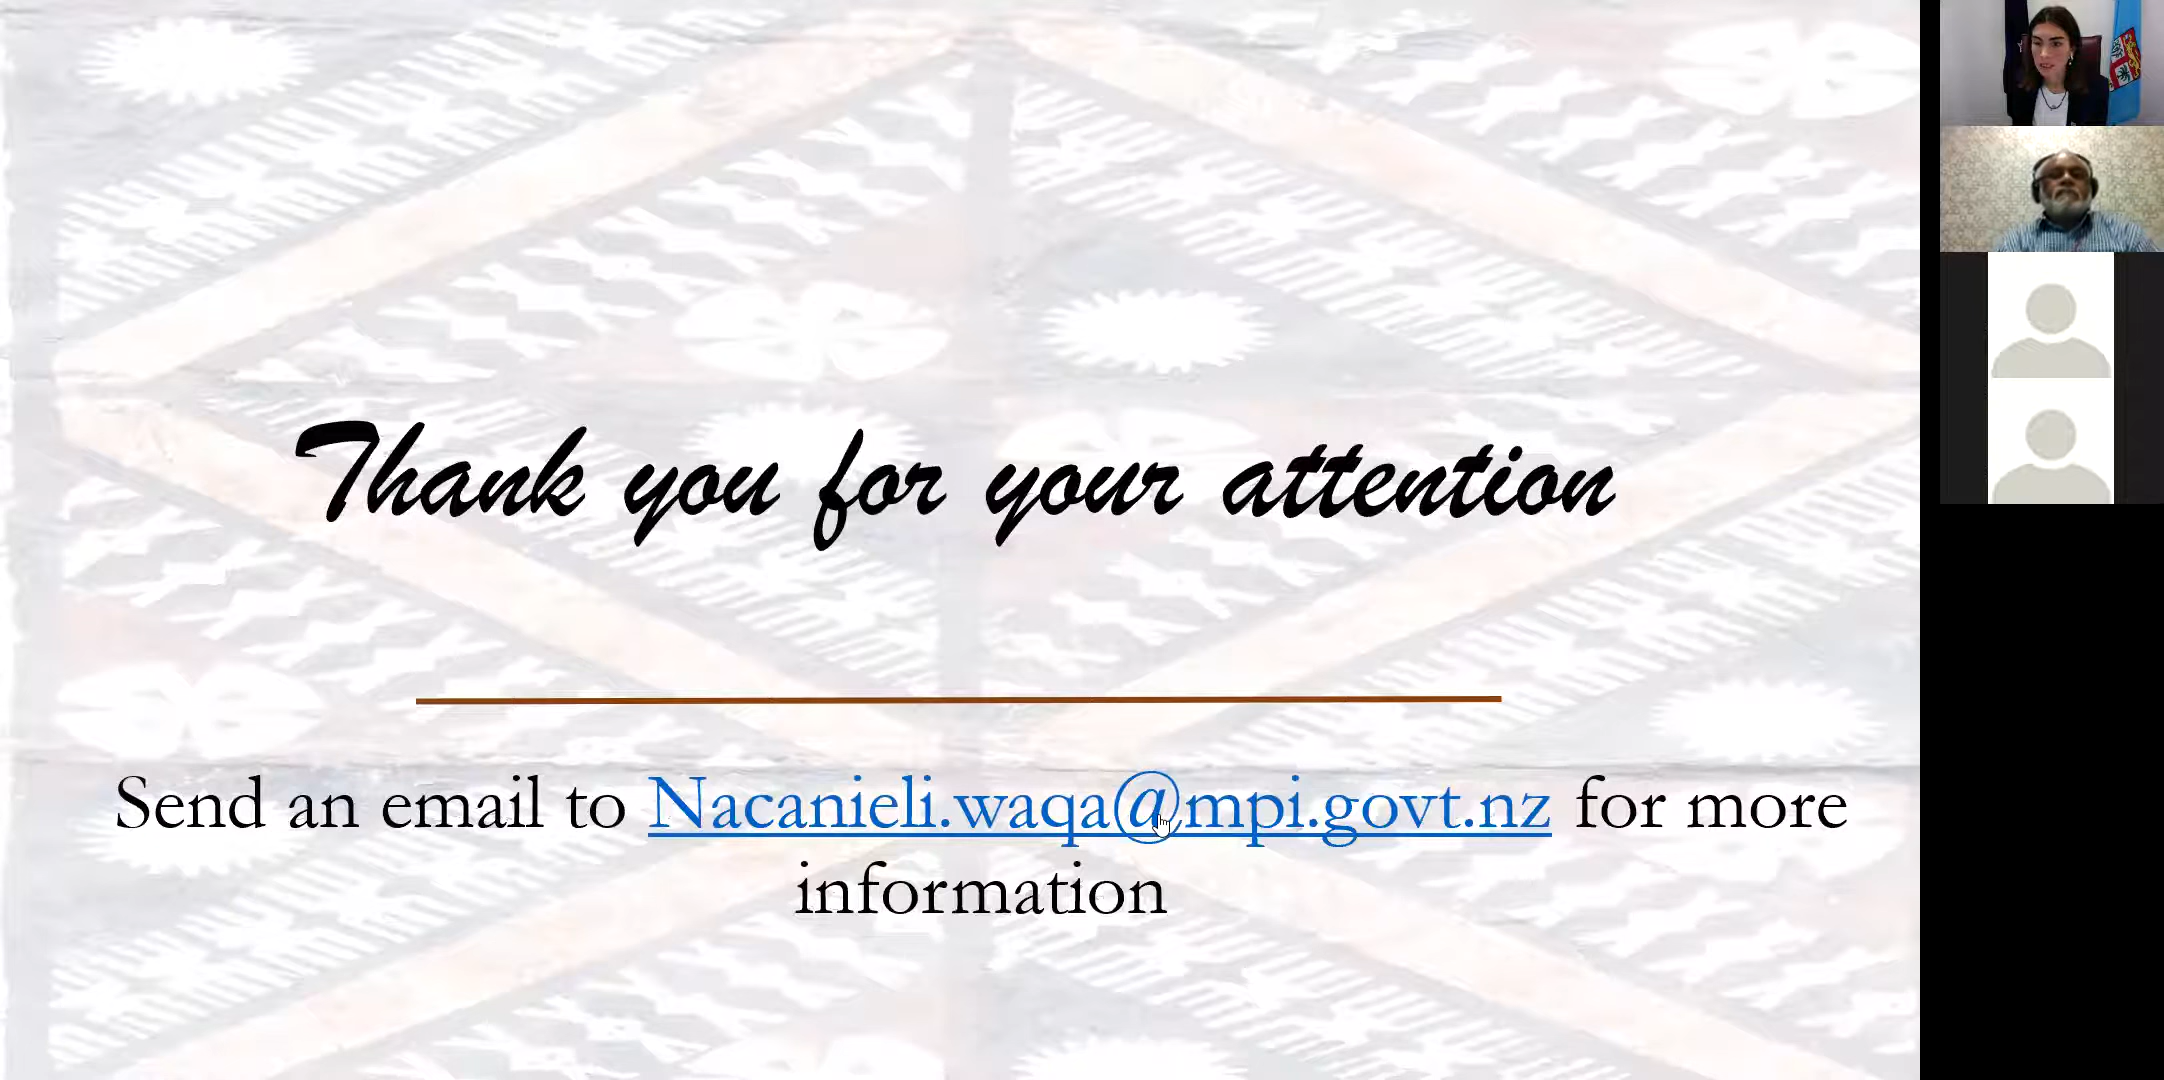 Thank you for your attention
Send an email to Nacanieli.waqa@mpi.govt.nz for more
information